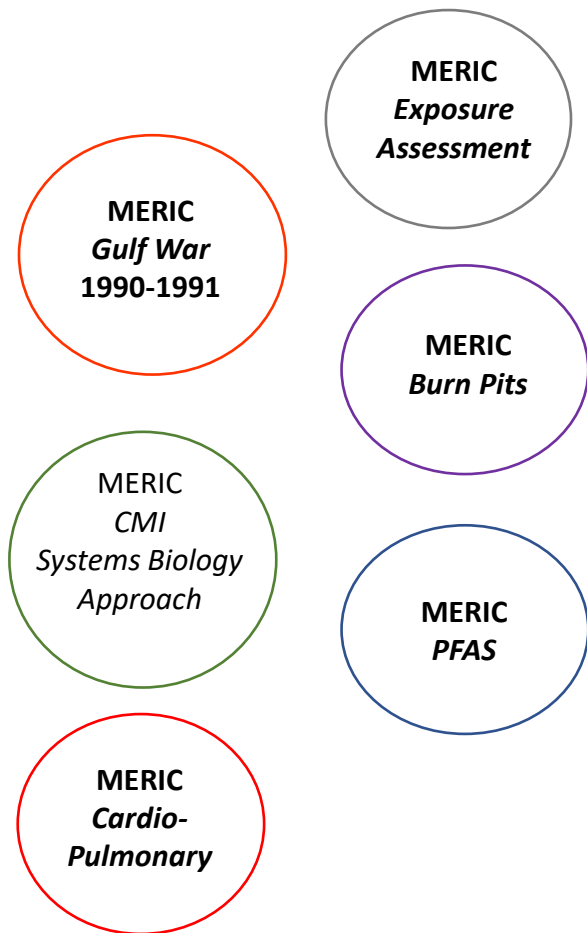 MERIC
Exposure
Assessment
MERIC
Gulf War
1990-1991
MERIC
Burn Pits
MERIC
CMI
Systems Biology
Approach
MERIC
PFAS
MERIC
Cardio-
Pulmonary